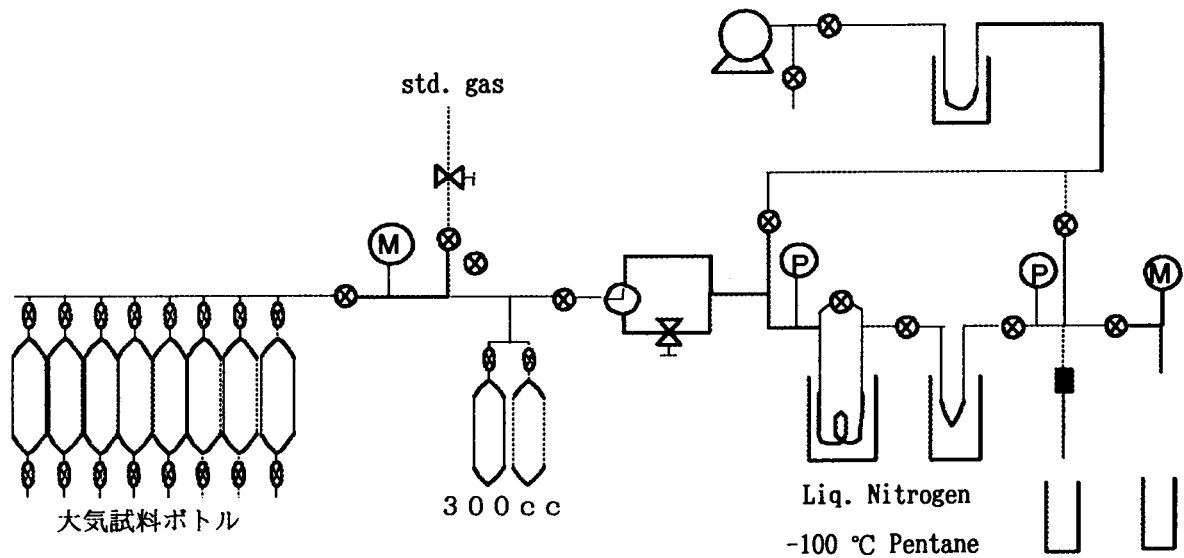 std. gas
M
P
P
M
大気試料ボトル
300cc
Liq. Nitrogen
-100 ℃ Pentane